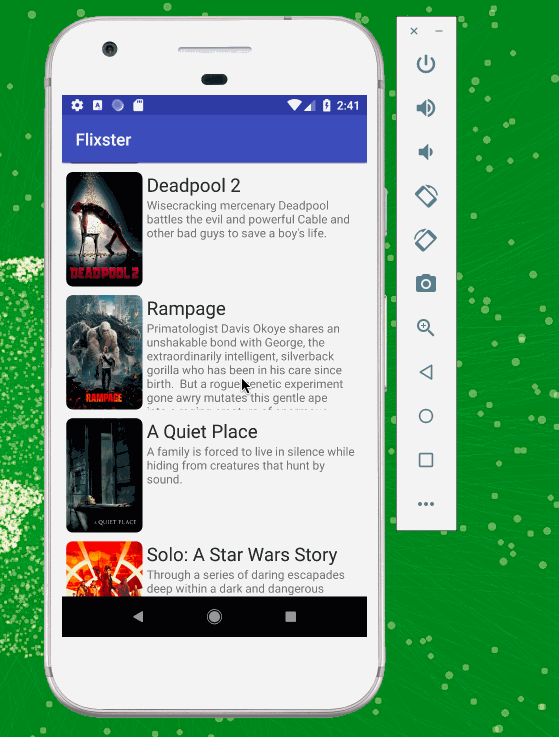 2:41
Flixster
Deadpool 2
Wisecracking mercenary Deadpool
battles the evil and powerful Cable and
other bad guys to save a boy's life.
DEADPOOL 2
Rampage
Primatologist Davis Okoye shares an
unshakable bond with George, the
extraordinarily intelligent, silverback
gorilla who has been in his care since
birth. But a rogue genetic experiment
gone awry mutates this gentle ape
RAMPAGE
A Quiet Place
A family is forced to live in silence while
hiding from creatures that hunt by
sound.
A QUIET PLACE
Solo: A Star Wars Story
Through a series of daring escapades
deep within a dark and dangerous